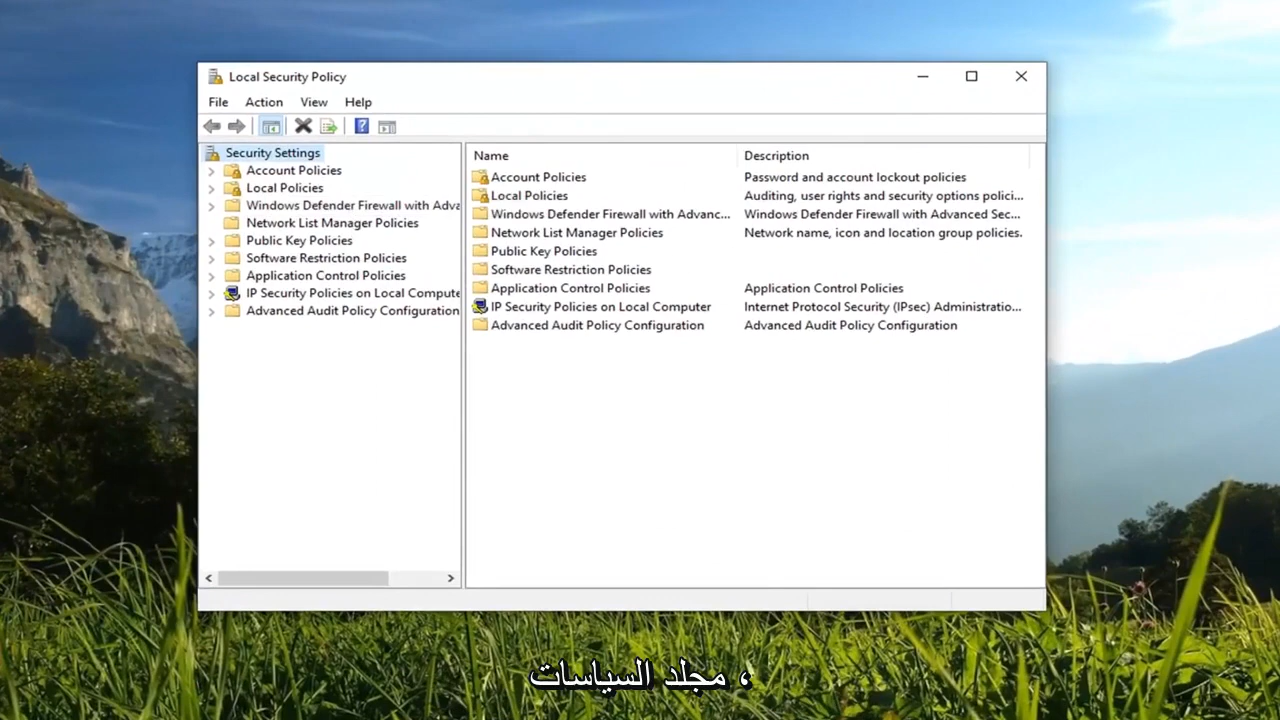 Local Security Policy
File Action View Help
Security Settings
Account Policies
Local Policies
Windows Defender Firewall with Adva
Network List Manager Policies
Public Key Policies
Software Restriction Policies
Application Control Policies
IP Security Policies on Local Compute
Advanced Audit Policy Configuration
Name Description
Account Policies Password and account lockout policies
Local Policies Auditing, user rights and security options polici...
Windows Defender Firewall with Advanc... Windows Defender Firewall with Advanced Sec...
Network List Manager Policies Network name, icon and location group policies.
Public Key Policies
Software Restriction Policies
Application Control Policies Application Control Policies
IP Security Policies on Local Computer Internet Protocol Security (IPsec) Administratio...
Advanced Audit Policy Configuration Advanced Audit Policy Configuration
، مجلد السياسات